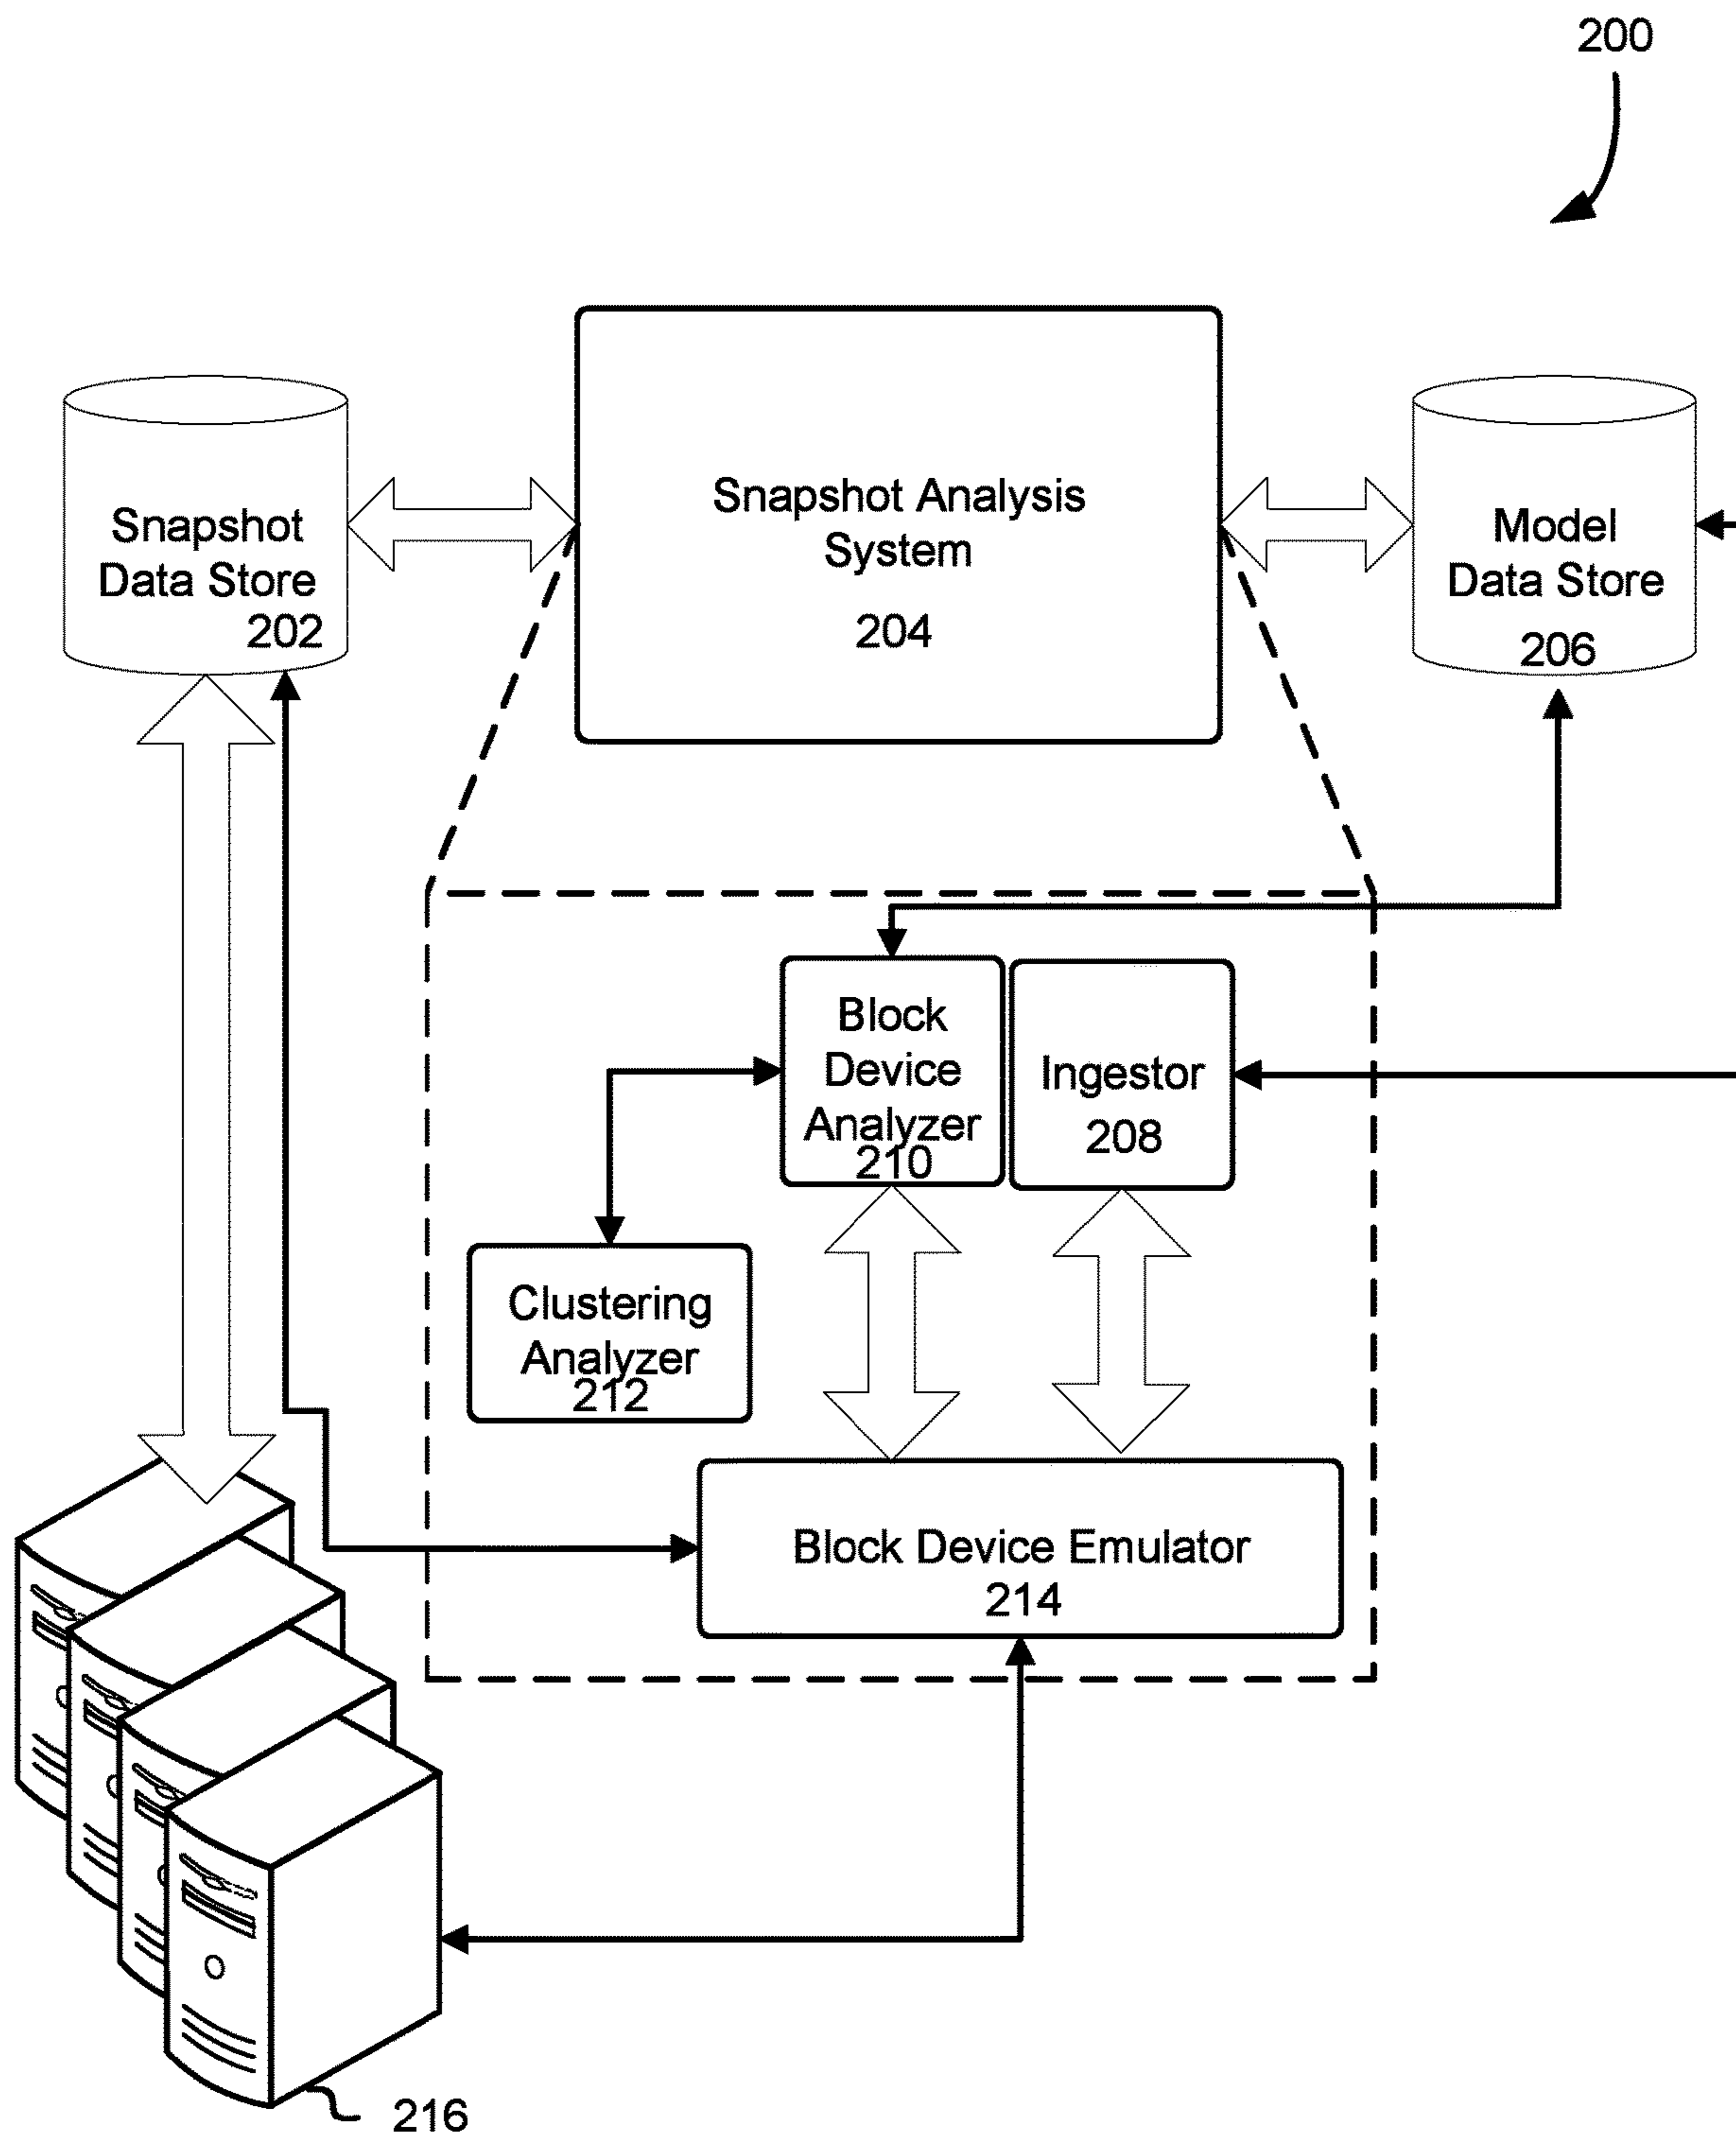 200
Snapshot
Data Store
202
Snapshot Analysis
System
204
Model
Data Store
206
Block
Device
Analyzer
210
Ingestor
208
Clustering
Analyzer
212
Block Device Emulator
214
216